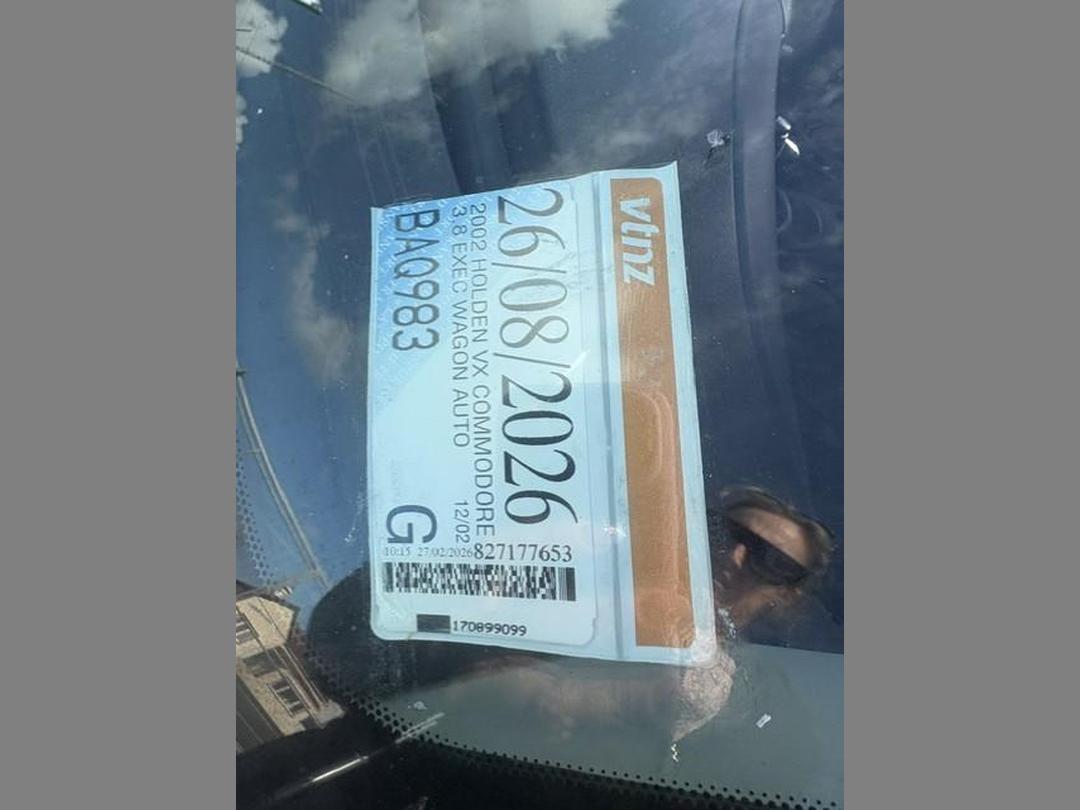 vtnz
26/08/2026
2002 HOLDEN VX COMMODORE
3.8 EXEC WAGON AUTO 12/02
BAQ983 G
10:15 27/02/2026 827177653
170899099